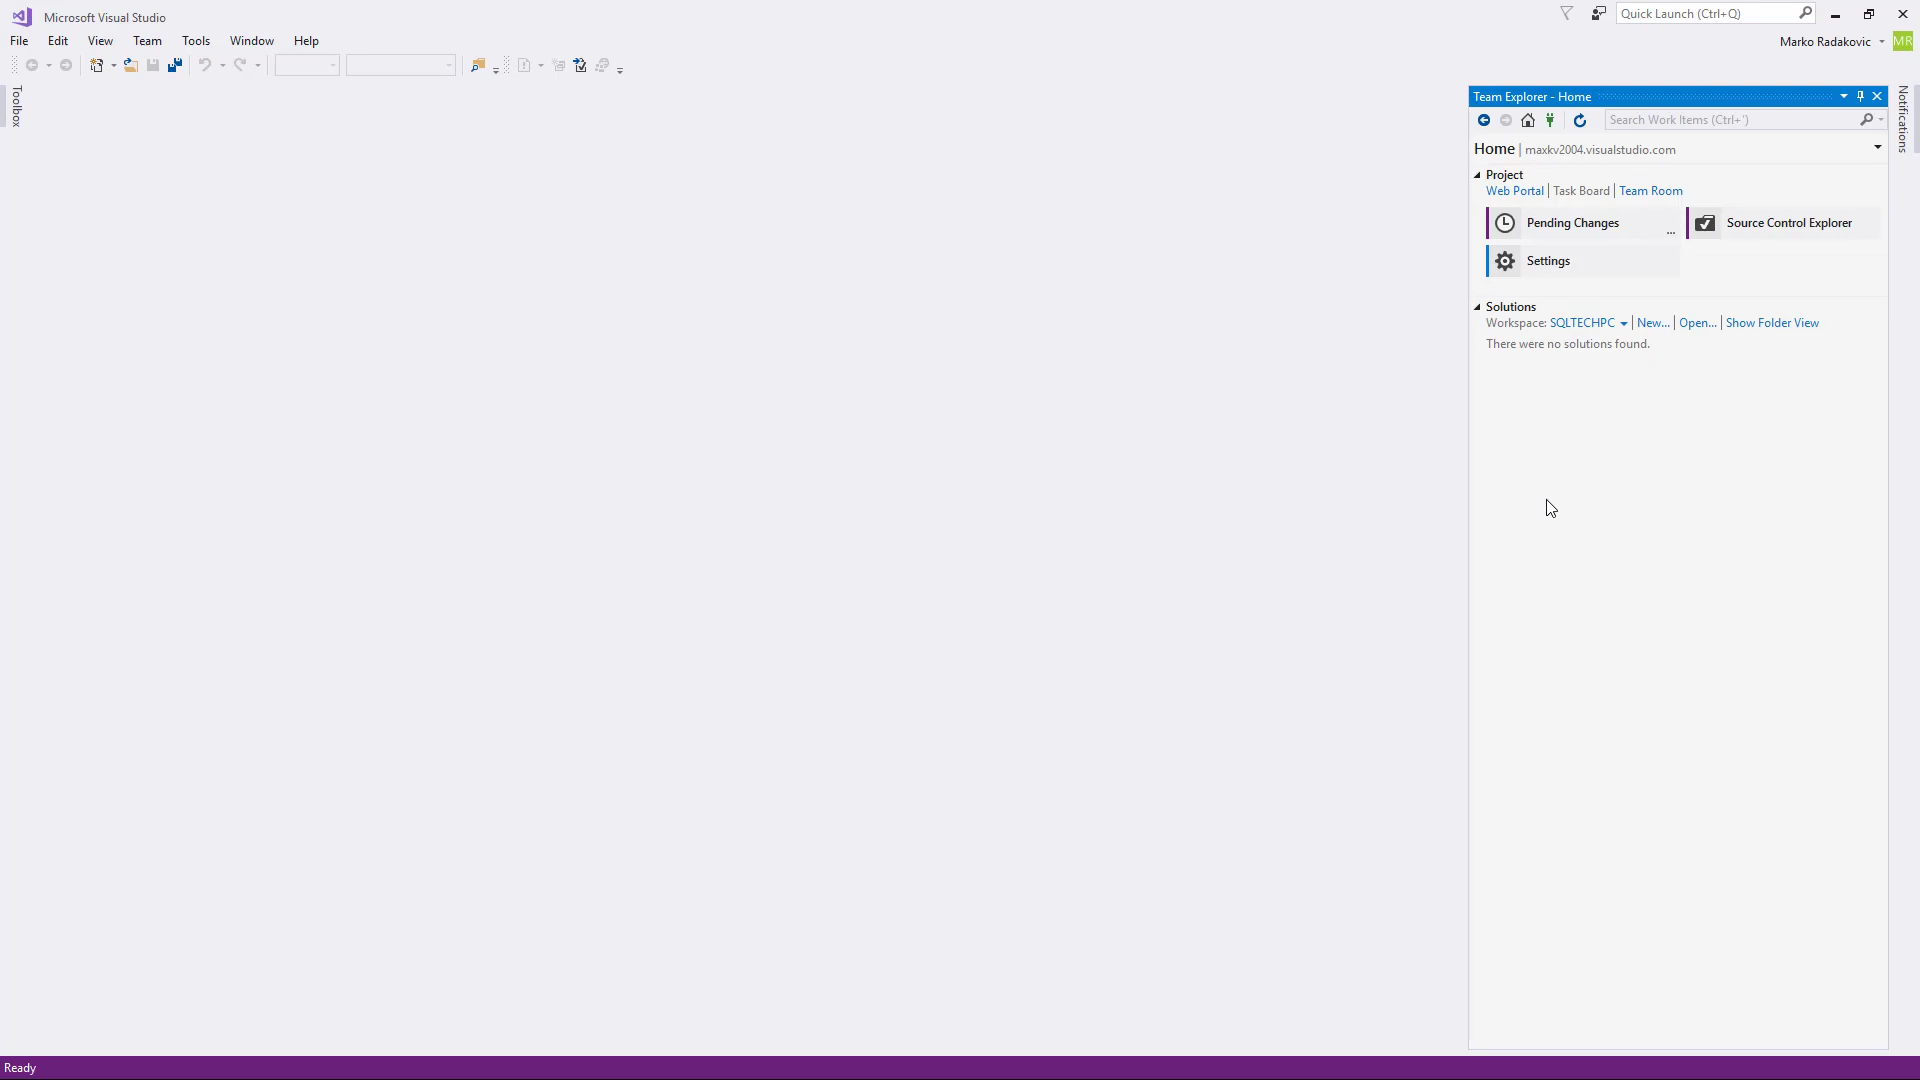 Microsoft Visual Studio
Quick Launch (Ctrl+Q)
File Edit View Team Tools Window Help
Marko Radakovic MR
Toolbox
Team Explorer - Home
Notifications
Search Work Items (Ctrl+')
Home | maxkv2004.visualstudio.com
Project
Web Portal | Task Board | Team Room
Pending Changes ...
Source Control Explorer
Settings
Solutions
Workspace: SQLTECHPC | New... | Open... | Show Folder View
There were no solutions found.
Ready